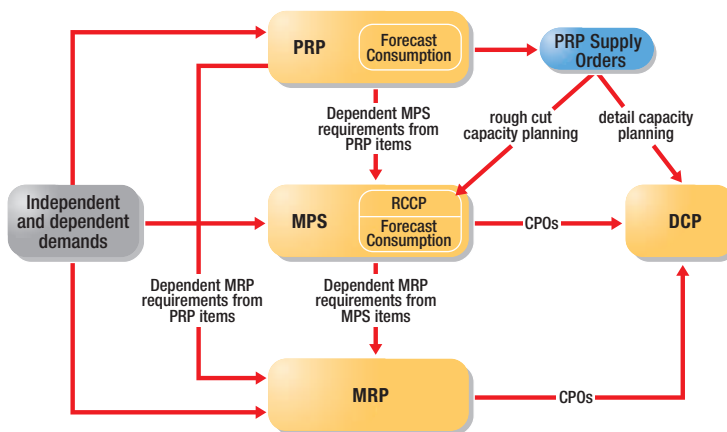 PRP
Forecast
Consumption
PRP Supply
Orders
Dependent MPS
requirements from
PRP items
rough cut
capacity planning
detail capacity
planning
Independent
and dependent
demands
MPS
RCCP
Forecast
Consumption
CPOs
DCP
Dependent MRP
requirements from
PRP items
Dependent MRP
requirements from
MPS items
MRP
CPOs